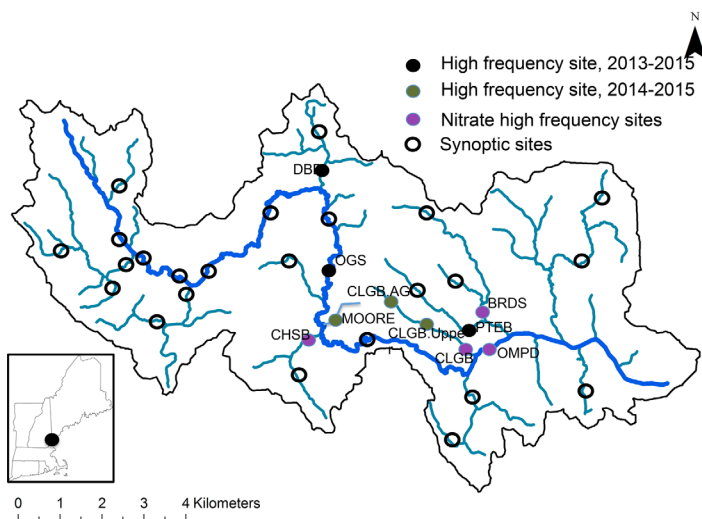 N
High frequency site, 2013-2015
High frequency site, 2014-2015
Nitrate high frequency sites
Synoptic sites
OGS
CLGB.AG
BRDS
MOORE
CLGB.Uppe
PTEB
CHSB
CLGB
OMPD
0 1 2 3 4 Kilometers